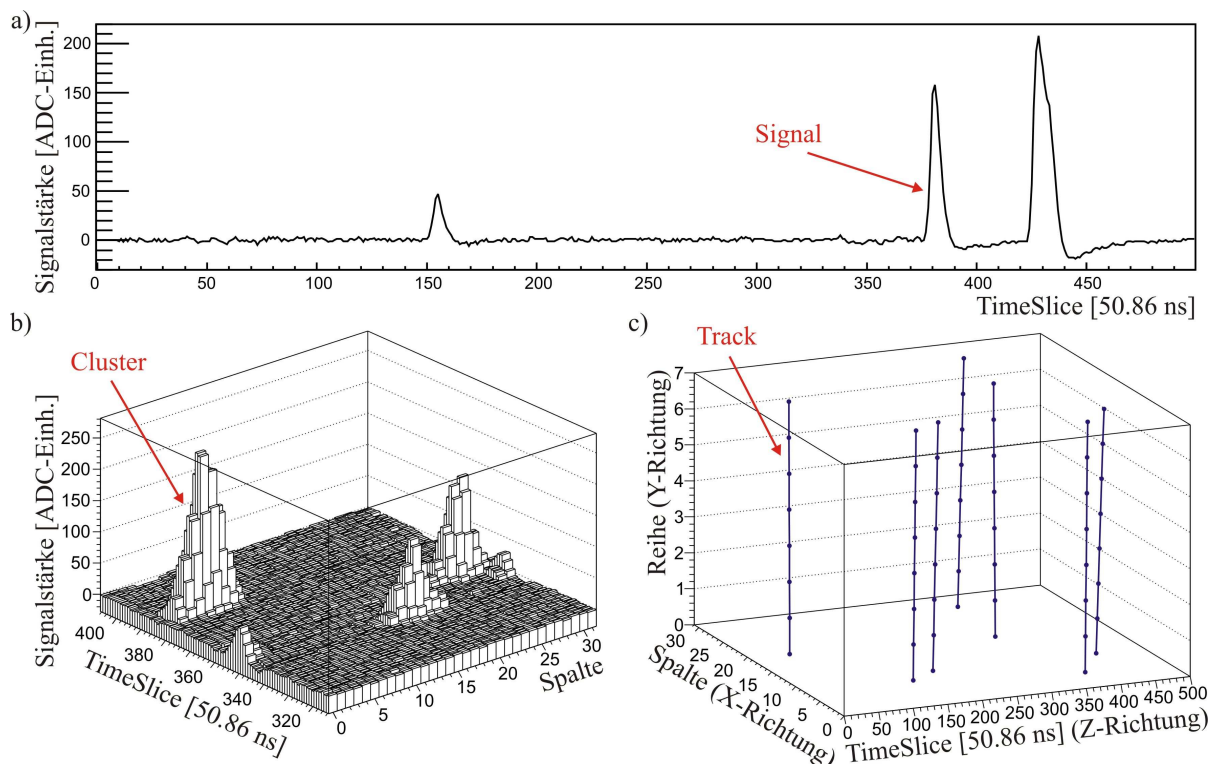 a)
Signalstärke [ADC-Einh.]
200
150
100
50
0
Signal
0 50 100 150 200 250 300 350 400 450
TimeSlice [50.86 ns]
b)
Cluster
Signalstärke [ADC-Einh.]
250
200
150
100
50
0
400 380 360 340 320
TimeSlice [50.86 ns]
0 5 10 15 20 25 30
Spalte
c)
Track
Reihe (Y-Richtung)
7
6
5
4
3
2
1
0
30 25 20 15 10 5 0
Spalte (X-Richtung)
0 50 100 150 200 250 300 350 400 450 500
TimeSlice [50.86 ns] (Z-Richtung)